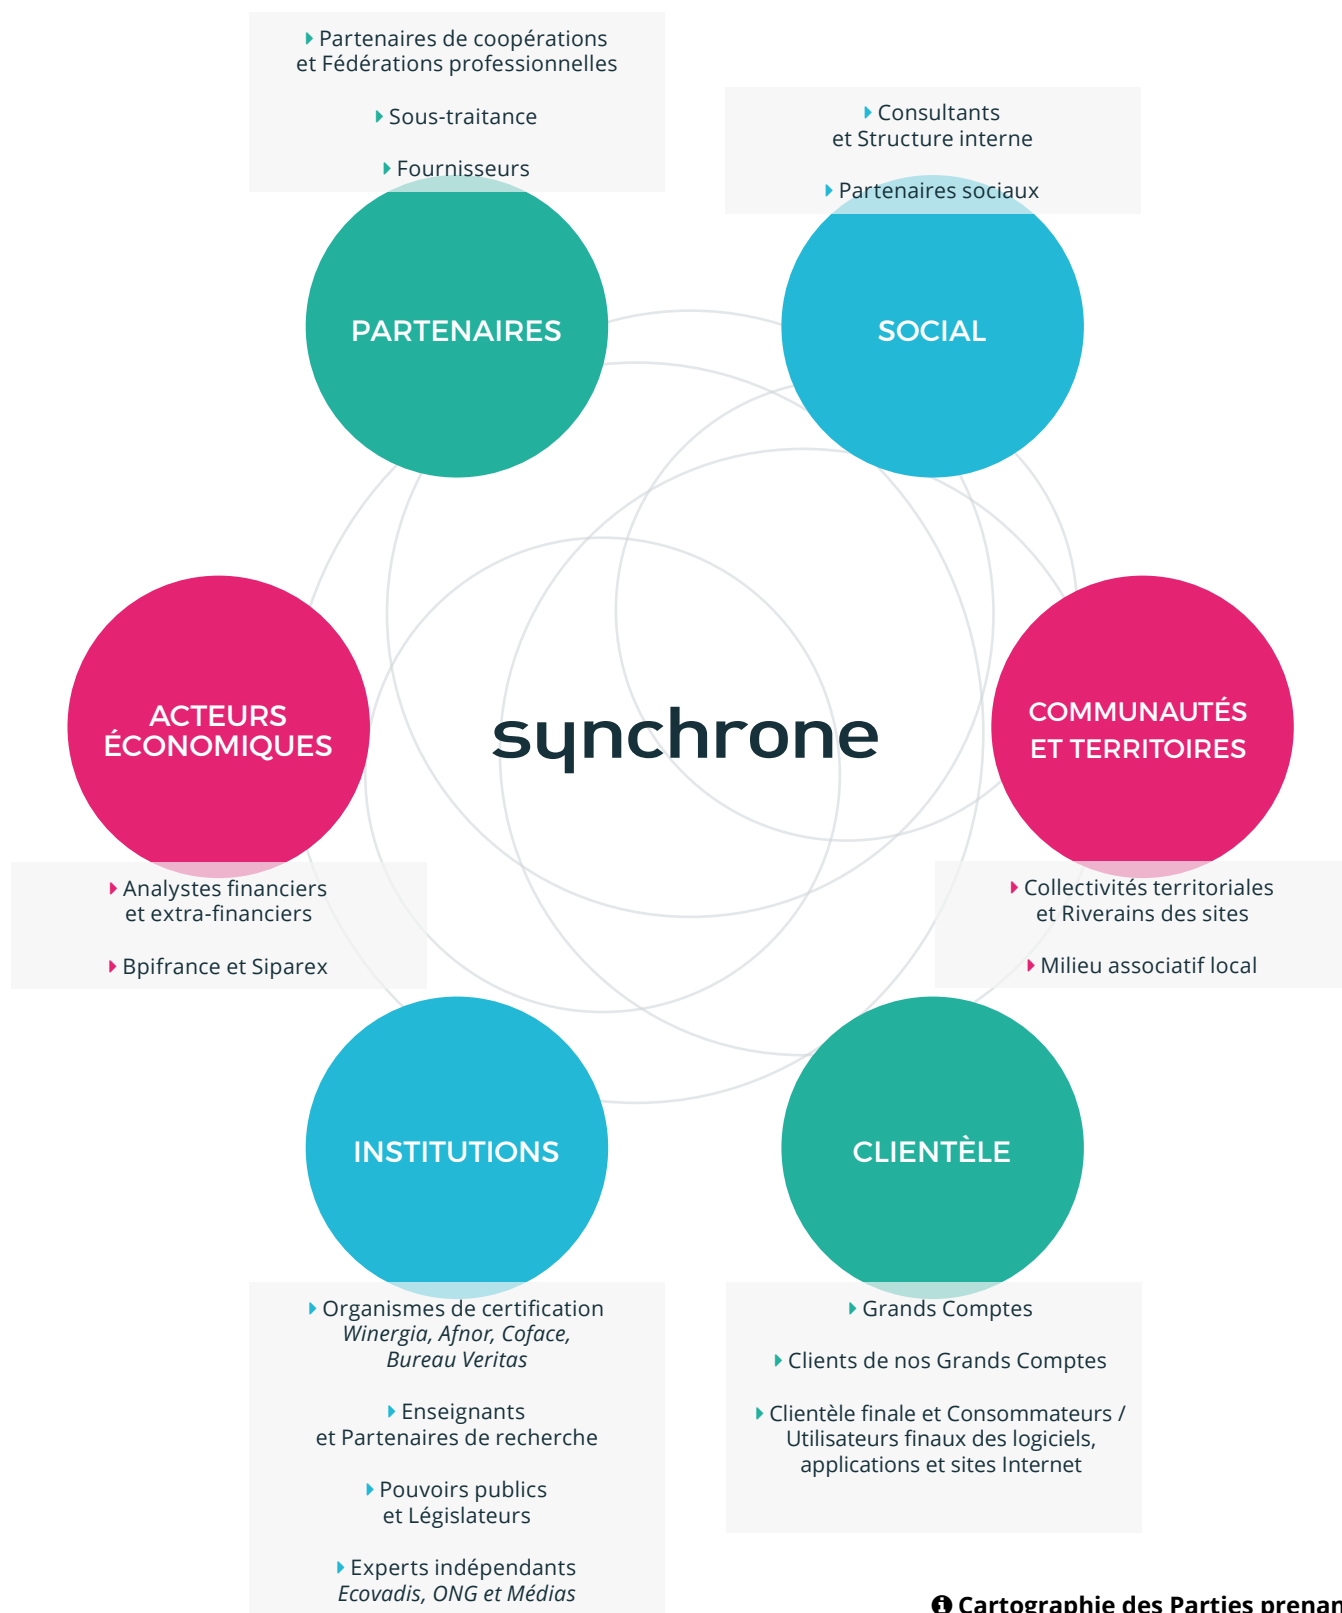 Partenaires de coopérations
et Fédérations professionnelles
Sous-traitance
Fournisseurs
PARTENAIRES
Consultants
et Structure interne
Partenaires sociaux
SOCIAL
ACTEURS
ÉCONOMIQUES
Analystes financiers
et extra-financiers
Bpifrance et Siparex
synchrone
COMMUNAUTÉS
ET TERRITOIRES
Collectivités territoriales
et Riverains des sites
Milieu associatif local
INSTITUTIONS
Organismes de certification
Winergia, Afnor, Coface,
Bureau Veritas
Enseignants
et Partenaires de recherche
Pouvoirs publics
et Législateurs
Experts indépendants
Ecovadis, ONG et Médias
CLIENTÈLE
Grands Comptes
Clients de nos Grands Comptes
Clientèle finale et Consommateurs /
Utilisateurs finaux des logiciels,
applications et sites Internet
Cartographie des Parties